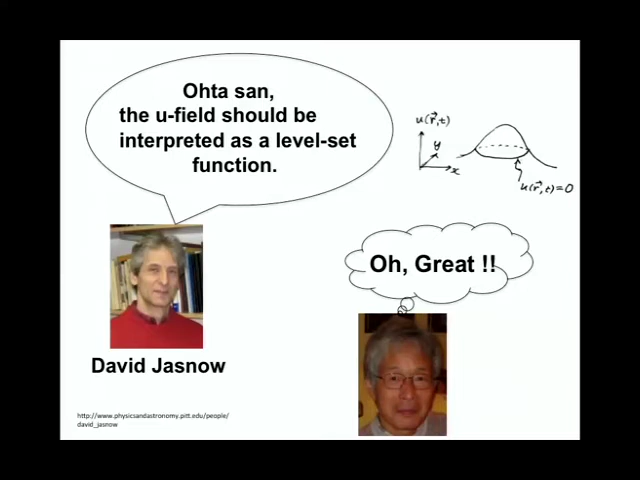 Ohta san,
the u-field should be
interpreted as a level-set
function.
u(r⃗,t)
y
x
u(r⃗,t)=0
Oh, Great !!
David Jasnow
http://www.physicsandastronomy.pitt.edu/people/
david_jasnow